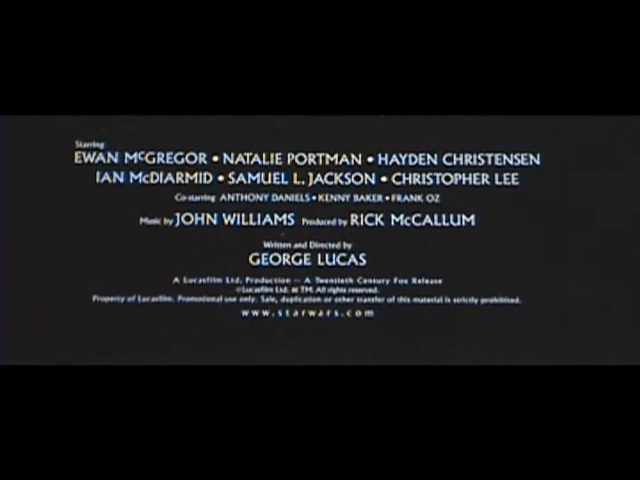 Starring
EWAN McGREGOR • NATALIE PORTMAN • HAYDEN CHRISTENSEN
IAN McDIARMID • SAMUEL L. JACKSON • CHRISTOPHER LEE
Co-starring ANTHONY DANIELS • KENNY BAKER • FRANK OZ
Music by JOHN WILLIAMS Produced by RICK McCALLUM
Written and Directed by
GEORGE LUCAS
A Lucasfilm Ltd. Production -- A Twentieth Century Fox Release
©Lucasfilm Ltd. & TM. All rights reserved.
Property of Lucasfilm. Promotional use only. Sale, duplication or other transfer of this material is strictly prohibited.
www.starwars.com